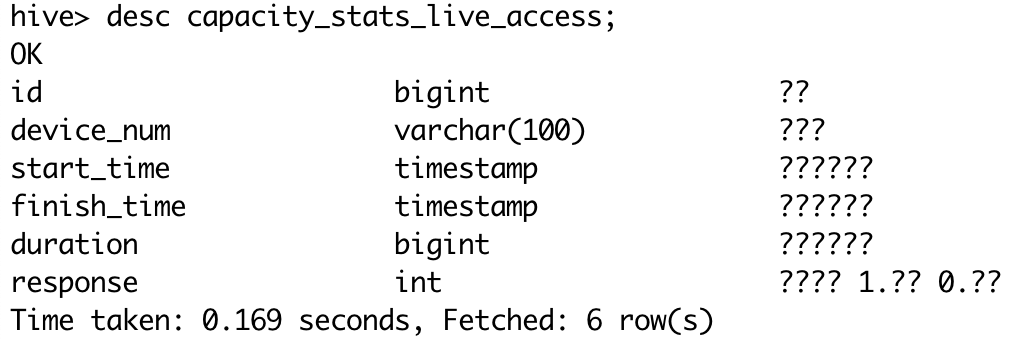 hive> desc capacity_stats_live_access;
OK
id bigint ??
device_num varchar(100) ???
start_time timestamp ??????
finish_time timestamp ??????
duration bigint ??????
response int ???? 1.?? 0.??
Time taken: 0.169 seconds, Fetched: 6 row(s)